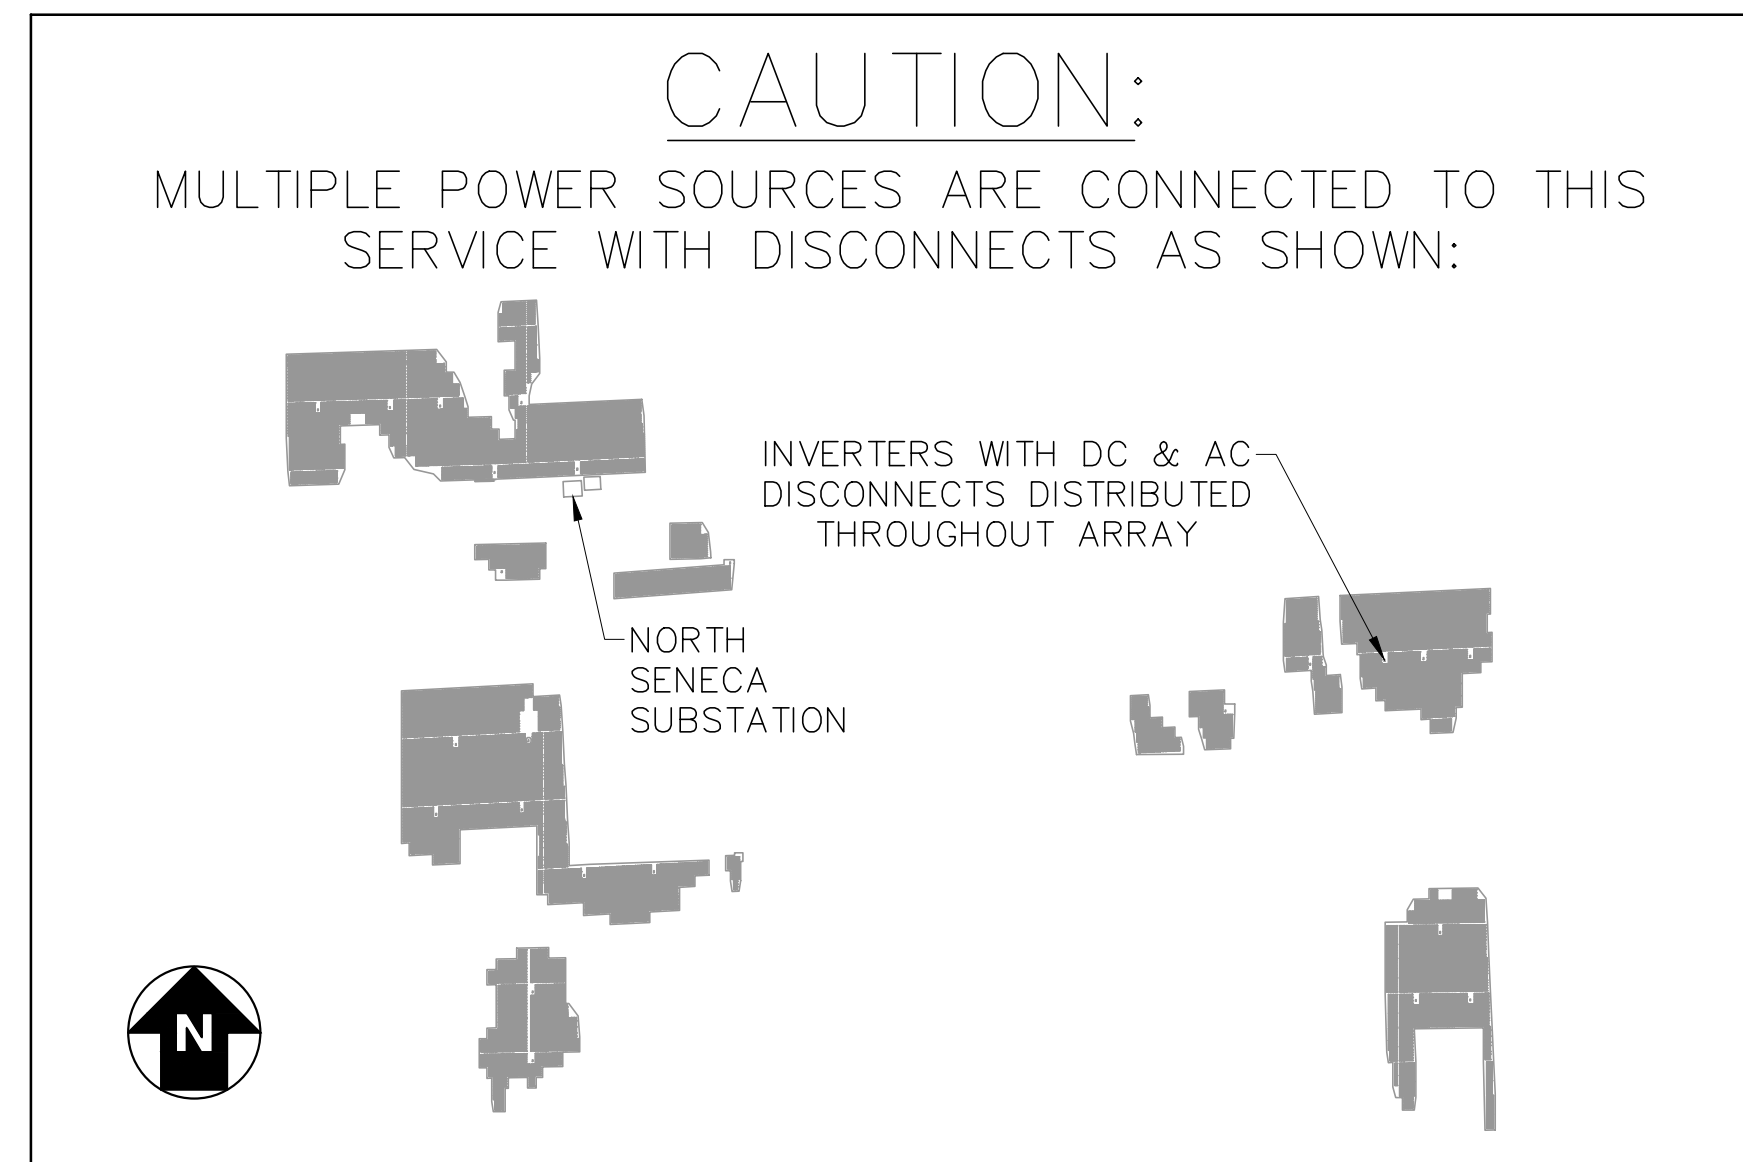 CAUTION:
MULTIPLE POWER SOURCES ARE CONNECTED TO THIS
SERVICE WITH DISCONNECTS AS SHOWN:
INVERTERS WITH DC & AC
DISCONNECTS DISTRIBUTED
THROUGHOUT ARRAY
NORTH
SENECA
SUBSTATION
N